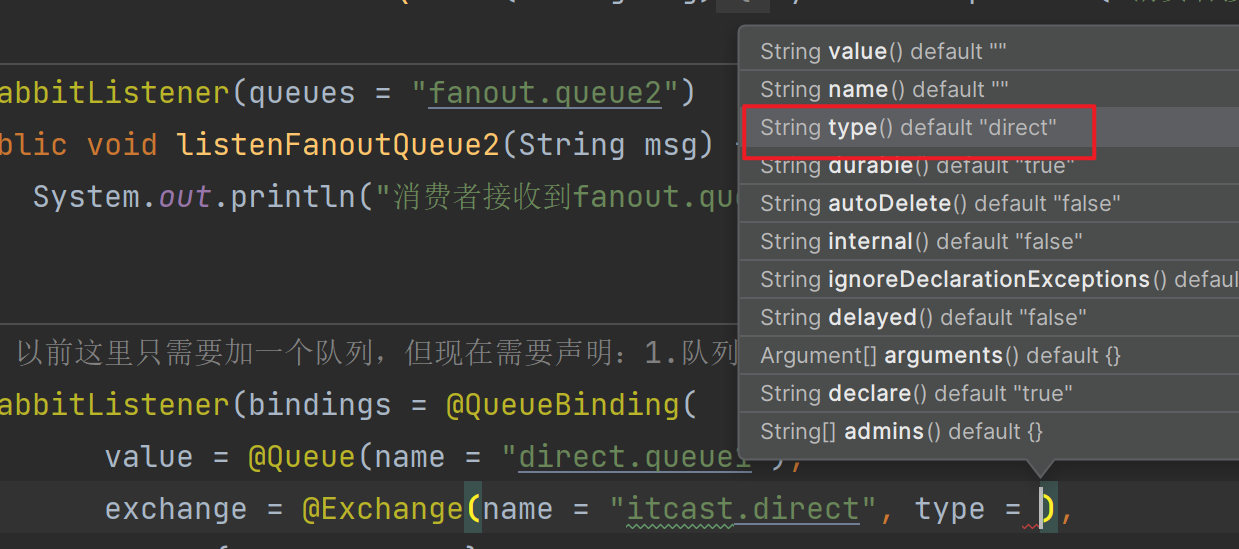 abbitListener(queues = "fanout.queue2")
blic void listenFanoutQueue2(String msg)
System.out.println("消费者接收到fanout.que
以前这里只需要加一个队列，但现在需要声明：1.队列
abbitListener(bindings = @QueueBinding(
value = @Queue(name = "direct.queue1"),
exchange = @Exchange(name = "itcast.direct", type = ),
String value() default ""
String name() default ""
String type() default "direct"
String durable() default "true"
String autoDelete() default "false"
String internal() default "false"
String ignoreDeclarationExceptions() defaul
String delayed() default "false"
Argument[] arguments() default {}
String declare() default "true"
String[] admins() default {}